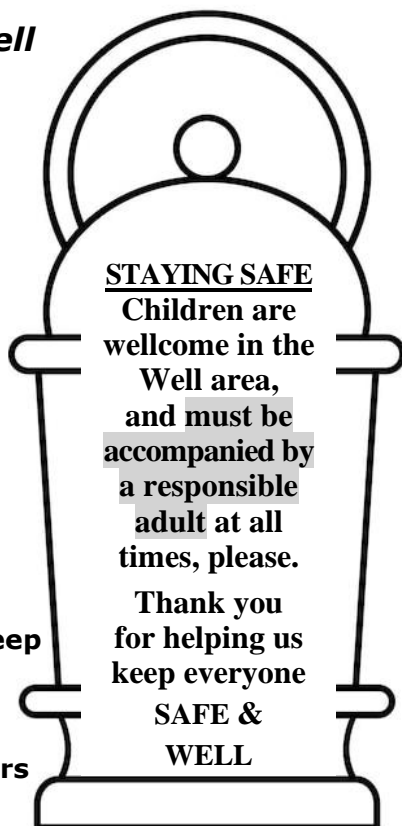 ell
STAYING SAFE
Children are
wellcome in the
Well area,
and must be
accompanied by
a responsible
adult at all
times, please.
Thank you
for helping us
eep
keep everyone
SAFE &
WELL
rs